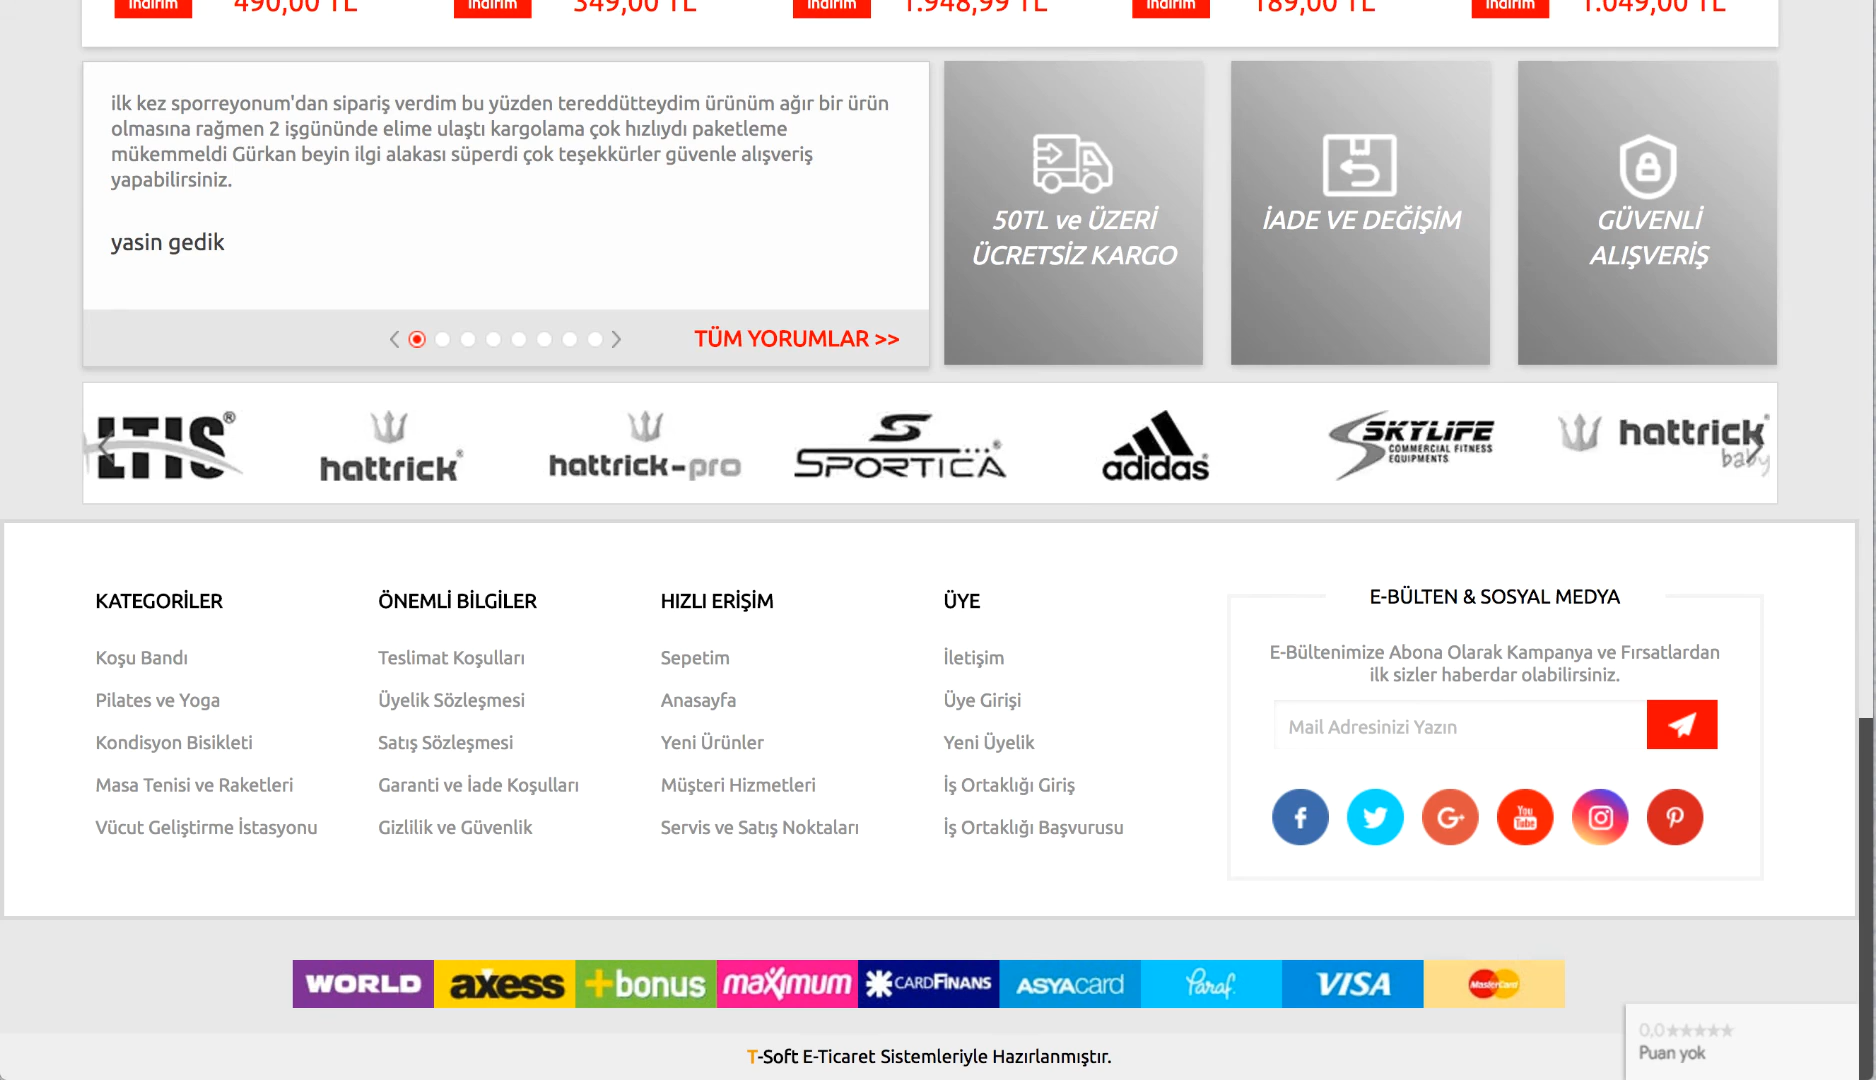 indirim 490,00 TL indirim 349,00 TL indirim 1.948,99 TL indirim 189,00 TL indirim 1.049,00 TL
ilk kez sporreyonum'dan sipariş verdim bu yüzden tereddütteydim ürünüm ağır bir ürün
olmasına rağmen 2 işgününde elime ulaştı kargolama çok hızlıydı paketleme
mükemmeldi Gürkan beyin ilgi alakası süperdi çok teşekkürler güvenle alışveriş
yapabilirsiniz.
yasin gedik
TÜM YORUMLAR >>
50TL ve ÜZERİ
ÜCRETSİZ KARGO
İADE VE DEĞİŞİM
GÜVENLİ
ALIŞVERİŞ
LTIS®
hattrick®
hattrick-pro
SPORTICA®
adidas®
SKYLIFE
COMMERCIAL FITNESS
EQUIPMENTS
hattrick®
baby
KATEGORİLER
Koşu Bandı
Pilates ve Yoga
Kondisyon Bisikleti
Masa Tenisi ve Raketleri
Vücut Geliştirme İstasyonu
ÖNEMLİ BİLGİLER
Teslimat Koşulları
Üyelik Sözleşmesi
Satış Sözleşmesi
Garanti ve İade Koşulları
Gizlilik ve Güvenlik
HIZLI ERİŞİM
Sepetim
Anasayfa
Yeni Ürünler
Müşteri Hizmetleri
Servis ve Satış Noktaları
ÜYE
İletişim
Üye Girişi
Yeni Üyelik
İş Ortaklığı Giriş
İş Ortaklığı Başvurusu
E-BÜLTEN & SOSYAL MEDYA
E-Bültenimize Abona Olarak Kampanya ve Fırsatlardan
ilk sizler haberdar olabilirsiniz.
Mail Adresinizi Yazın
f G+ You Tube
WORLD axess +bonus maximum CARDFINANS ASYACARD Paraf VISA MasterCard
T-Soft E-Ticaret Sistemleriyle Hazırlanmıştır.
0,0★★★★★
Puan yok